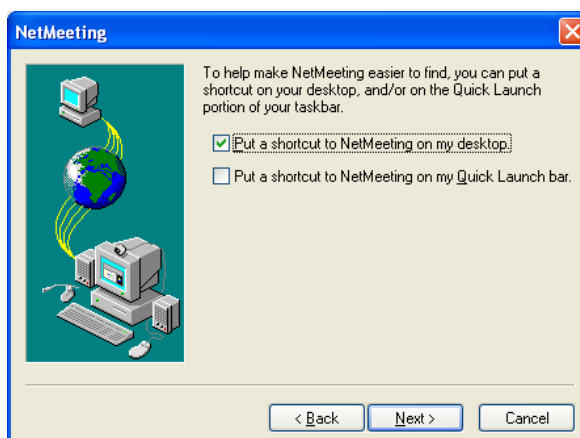 NetMeeting
To help make NetMeeting easier to find, you can put a
shortcut on your desktop, and/or on the Quick Launch
portion of your taskbar.
Put a shortcut to NetMeeting on my desktop.
Put a shortcut to NetMeeting on my Quick Launch bar.
< Back
Next >
Cancel